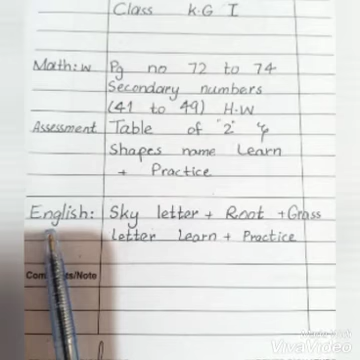 Class K.G I
Math: W Pg no 72 to 74
Secondary numbers
(41 to 49) H.W
Assessment Table of "2" &
Shapes name Learn
+ Practice
English: Sky letter + Root + Grass
letter Learn + Practice
/Note
Made With
VivaVideo